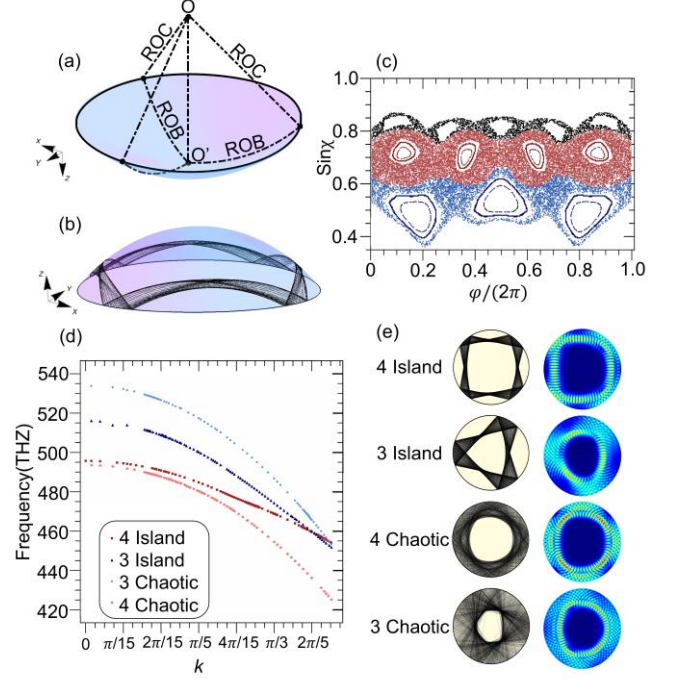 O
(a)
ROC
ROC
ROB
ROB
O'
x
Y
z
(b)
z
Y
x
(c)
Sinχ
1.0
0.8
0.6
0.4
0 0.2 0.4 0.6 0.8 1.0
φ/(2π)
(d)
Frequency(THZ)
540
520
500
480
460
440
420
4 Island
3 Island
3 Chaotic
4 Chaotic
0 π/15 2π/15 π/5 4π/15 π/3 2π/5
k
(e)
4 Island
3 Island
4 Chaotic
3 Chaotic